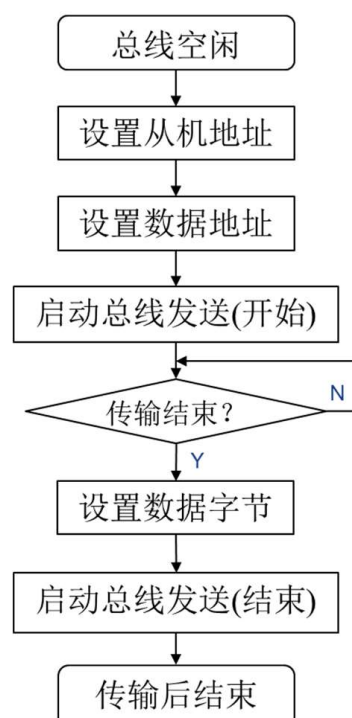 总线空闲
设置从机地址
设置数据地址
启动总线发送(开始)
传输结束？
N
Y
设置数据字节
启动总线发送(结束)
传输后结束